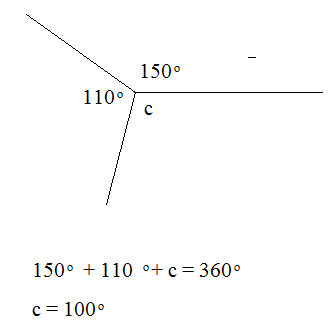 150°
110°
c
150° + 110 °+ c = 360°
c = 100°